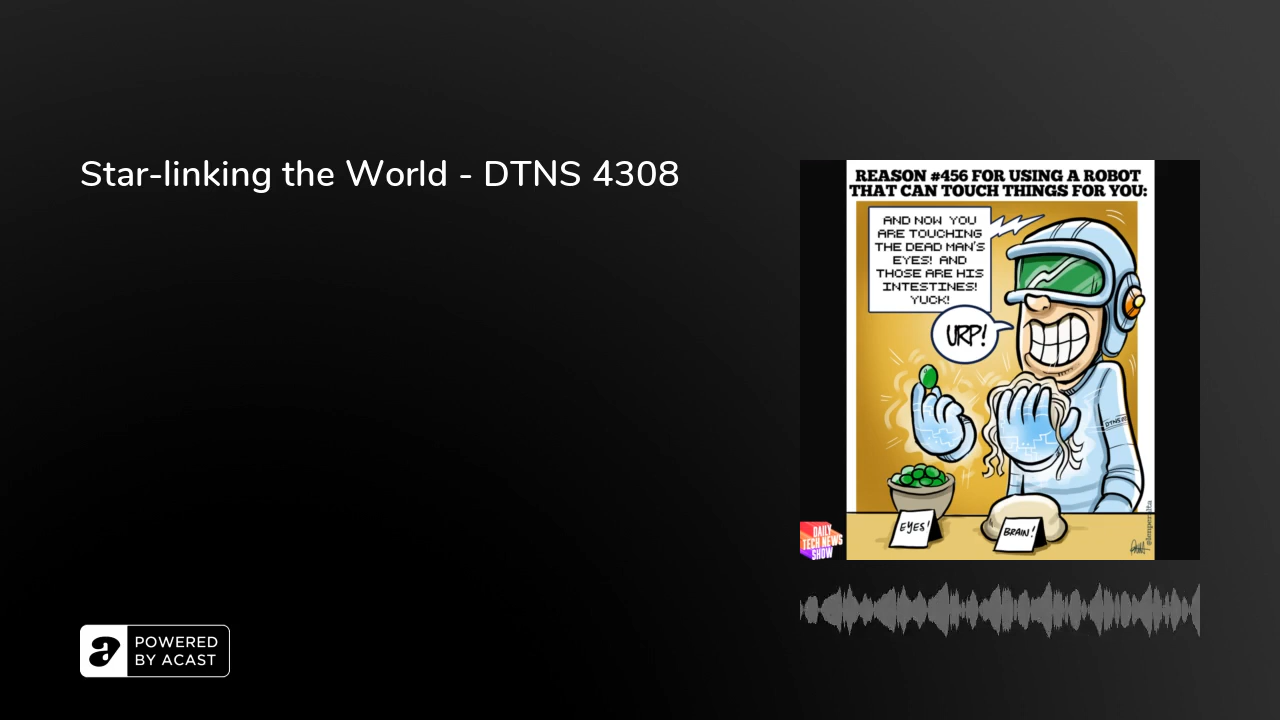 Star-linking the World - DTNS 4308
REASON #456 FOR USING A ROBOT
THAT CAN TOUCH THINGS FOR YOU:
AND NOW YOU
ARE TOUCHING
THE DEAD MAN'S
EYES! AND
THOSE ARE HIS
INTESTINES!
YUCK!
URP!
EYES!
BRAIN!
DAILY
TECH NEWS
SHOW
POWERED
BY ACAST